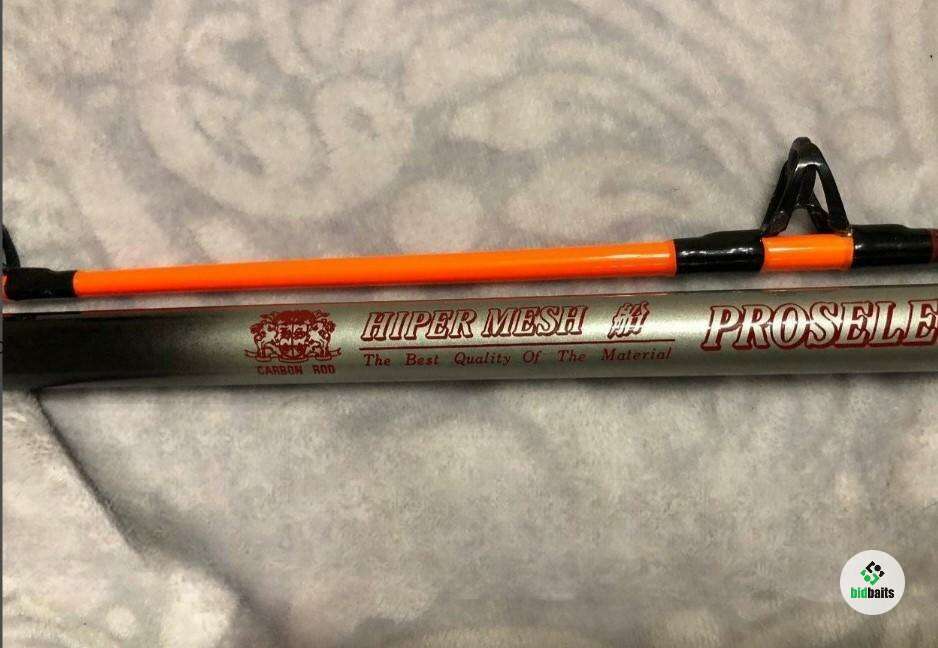 CARBON ROD
HIPER MESH 船
The Best Quality Of The Material
PROSELE
bidbaits